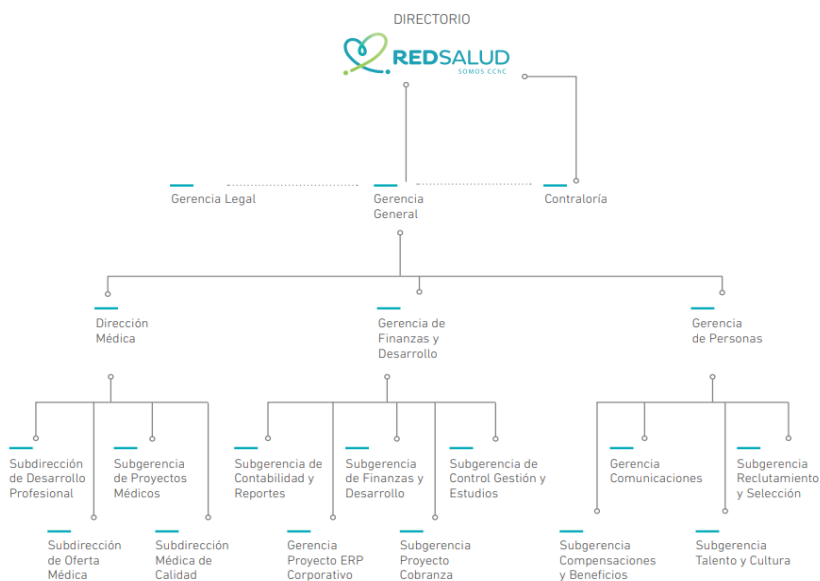 DIRECTORIO
REDSALUD
SOMOS CChC
Gerencia Legal
Gerencia
General
Contraloría
Dirección
Médica
Gerencia de
Finanzas y
Desarrollo
Gerencia
de Personas
Subdirección
de Desarrollo
Profesional
Subgerencia
de Proyectos
Médicos
Subgerencia de
Contabilidad y
Reportes
Subgerencia
de Finanzas y
Desarrollo
Subgerencia de
Control Gestión y
Estudios
Gerencia
Comunicaciones
Subgerencia
Reclutamiento
y Selección
Subdirección
de Oferta
Médica
Subdirección
Médica de
Calidad
Gerencia
Proyecto ERP
Corporativo
Subgerencia
Proyecto
Cobranza
Subgerencia
Compensaciones
y Beneficios
Subgerencia
Talento y Cultura